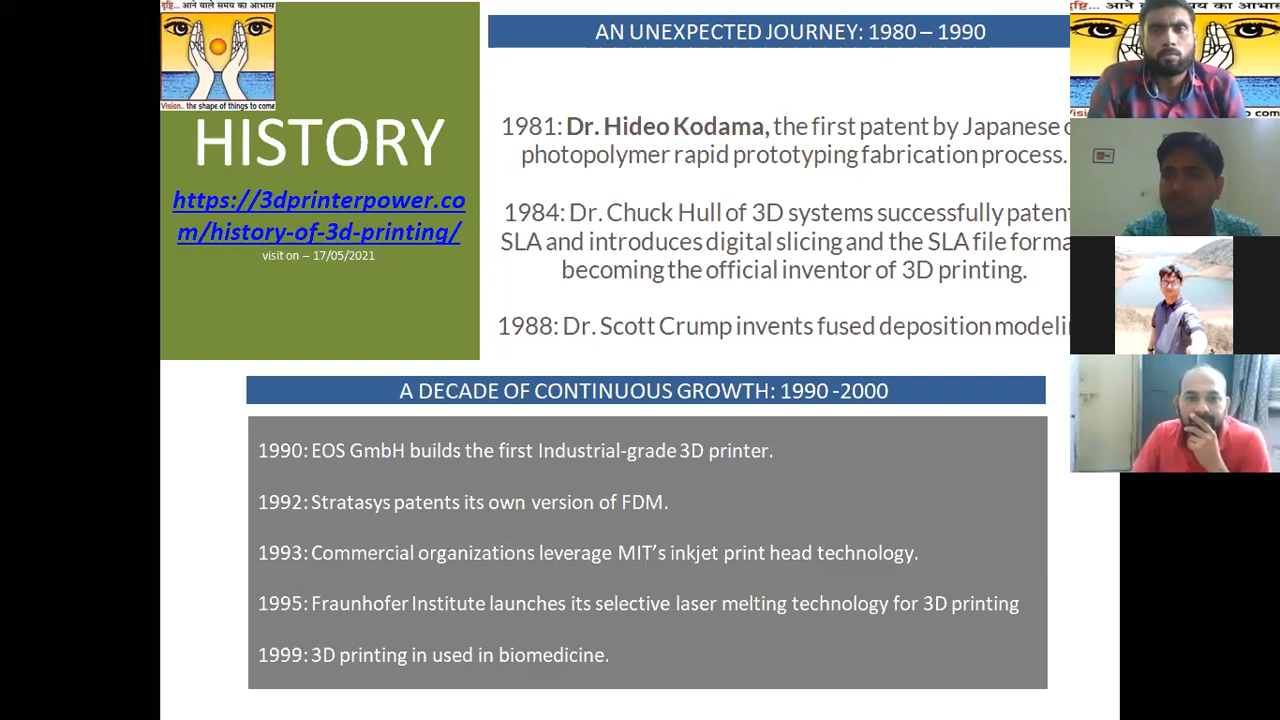 दृष्टि... आने वाले समय का आभास
Vision.. the shape of things to come
HISTORY
https://3dprinterpower.co
m/history-of-3d-printing/
visit on – 17/05/2021
AN UNEXPECTED JOURNEY: 1980 – 1990
1981: Dr. Hideo Kodama, the first patent by Japanese
photopolymer rapid prototyping fabrication process.
1984: Dr. Chuck Hull of 3D systems successfully patent
SLA and introduces digital slicing and the SLA file forma
becoming the official inventor of 3D printing.
1988: Dr. Scott Crump invents fused deposition modeli
A DECADE OF CONTINUOUS GROWTH: 1990 -2000
1990: EOS GmbH builds the first Industrial-grade 3D printer.
1992: Stratasys patents its own version of FDM.
1993: Commercial organizations leverage MIT’s inkjet print head technology.
1995: Fraunhofer Institute launches its selective laser melting technology for 3D printing
1999: 3D printing in used in biomedicine.